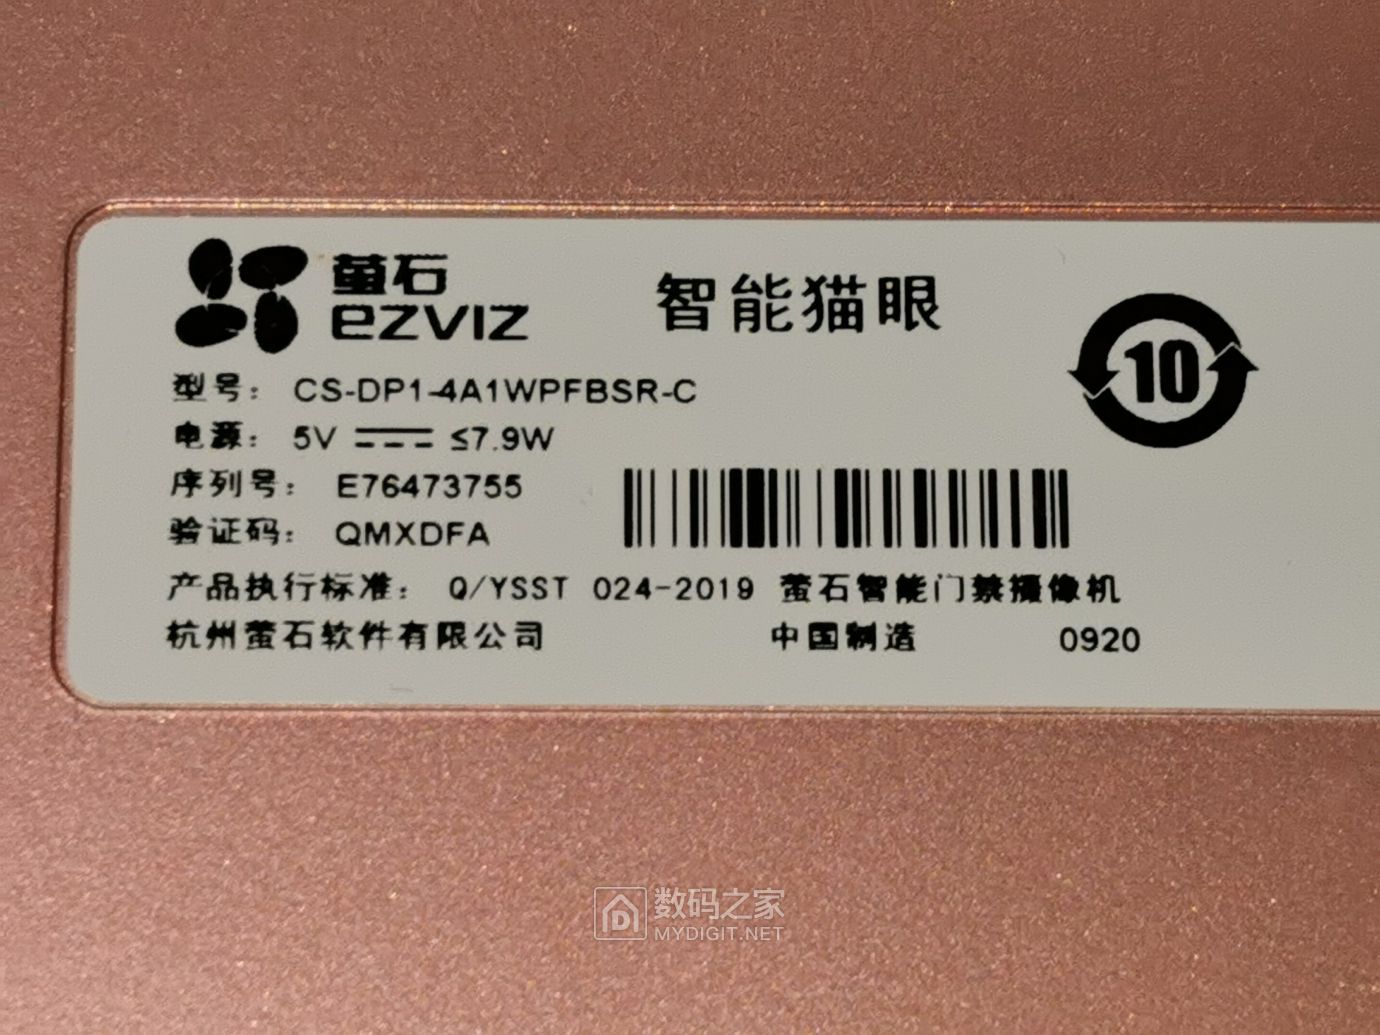 萤石
ezviz
智能猫眼
10
型号： CS-DP1-4A1WPFBSR-C
电源： 5V ⎓ ≤7.9W
序列号： E76473755
验证码： QMXDFA
产品执行标准： Q/YSST 024-2019 萤石智能门禁摄像机
杭州萤石软件有限公司 中国制造 0920
数码之家
MYDIGIT.NET